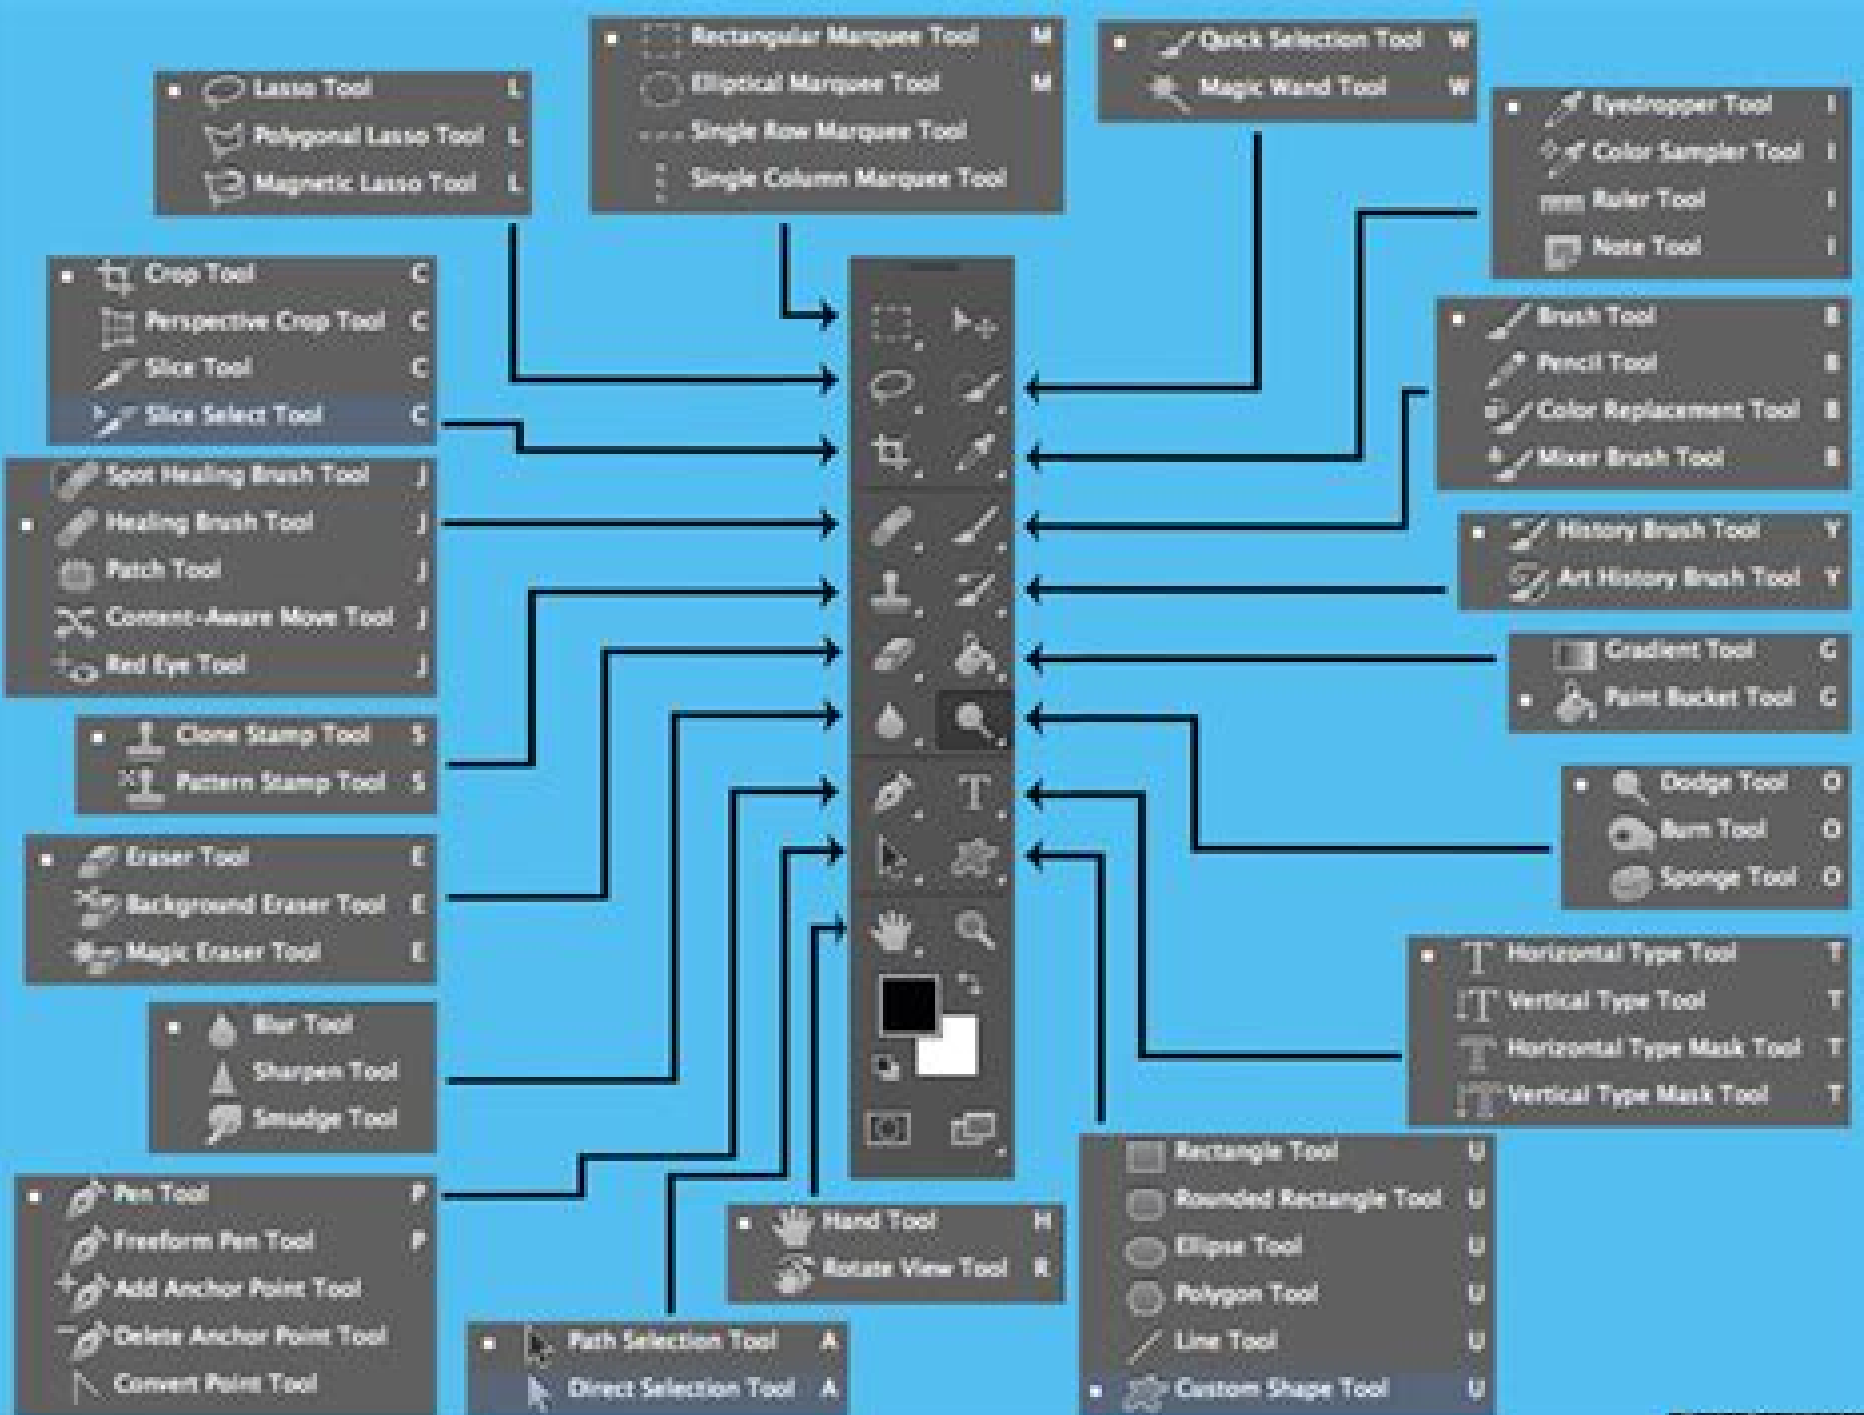 Rectangular Marquee Tool M
Elliptical Marquee Tool M
Single Row Marquee Tool
Single Column Marquee Tool
Quick Selection Tool W
Magic Wand Tool W
Lasso Tool L
Polygonal Lasso Tool L
Magnetic Lasso Tool L
Eyedropper Tool I
Color Sampler Tool I
Ruler Tool I
Note Tool I
Crop Tool C
Perspective Crop Tool C
Slice Tool C
Slice Select Tool C
Brush Tool B
Pencil Tool B
Color Replacement Tool B
Mixer Brush Tool B
Spot Healing Brush Tool J
Healing Brush Tool J
Patch Tool J
Content-Aware Move Tool J
Red Eye Tool J
History Brush Tool Y
Art History Brush Tool Y
Gradient Tool G
Paint Bucket Tool G
Clone Stamp Tool S
Pattern Stamp Tool S
Dodge Tool O
Burn Tool O
Sponge Tool O
Eraser Tool E
Background Eraser Tool E
Magic Eraser Tool E
Horizontal Type Tool T
Vertical Type Tool T
Horizontal Type Mask Tool T
Vertical Type Mask Tool T
Blur Tool
Sharpen Tool
Smudge Tool
Pen Tool P
Freeform Pen Tool P
Add Anchor Point Tool
Delete Anchor Point Tool
Convert Point Tool
Hand Tool H
Rotate View Tool R
Path Selection Tool A
Direct Selection Tool A
Rectangle Tool U
Rounded Rectangle Tool U
Ellipse Tool U
Polygon Tool U
Line Tool U
Custom Shape Tool U